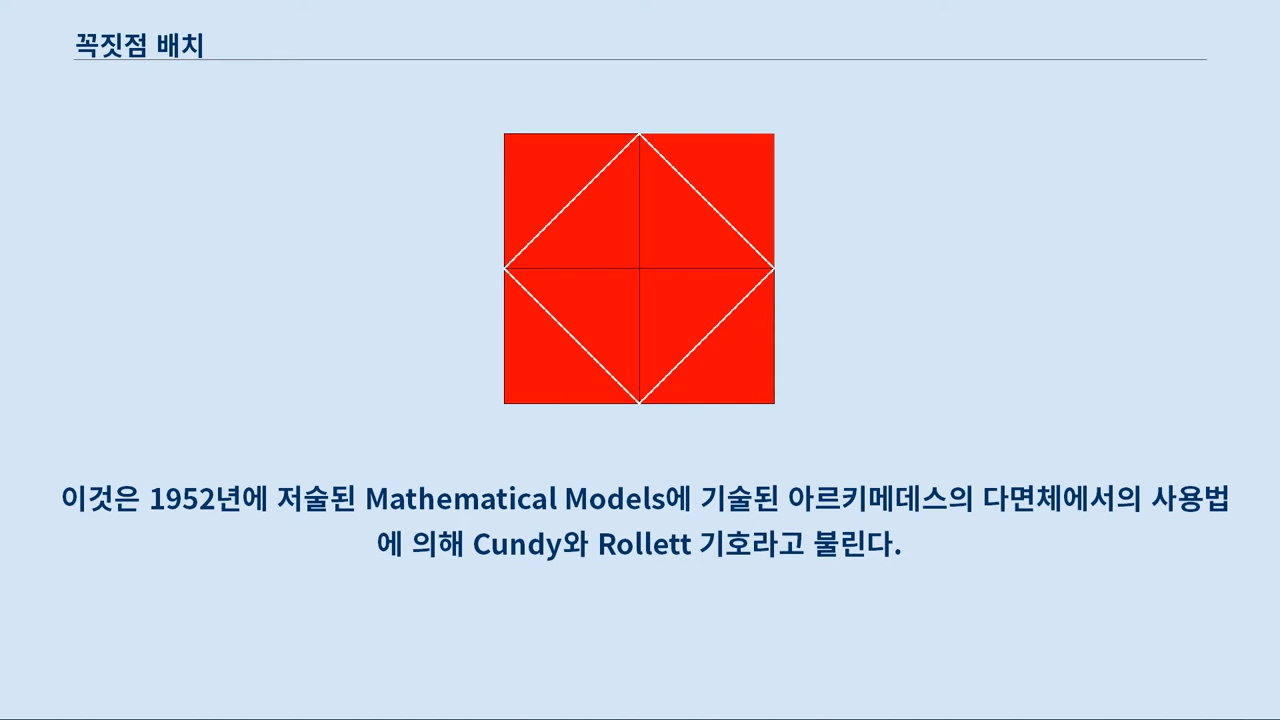 꼭짓점 배치
이것은 1952년에 저술된 Mathematical Models에 기술된 아르키메데스의 다면체에서의 사용법
에 의해 Cundy와 Rollett 기호라고 불린다.